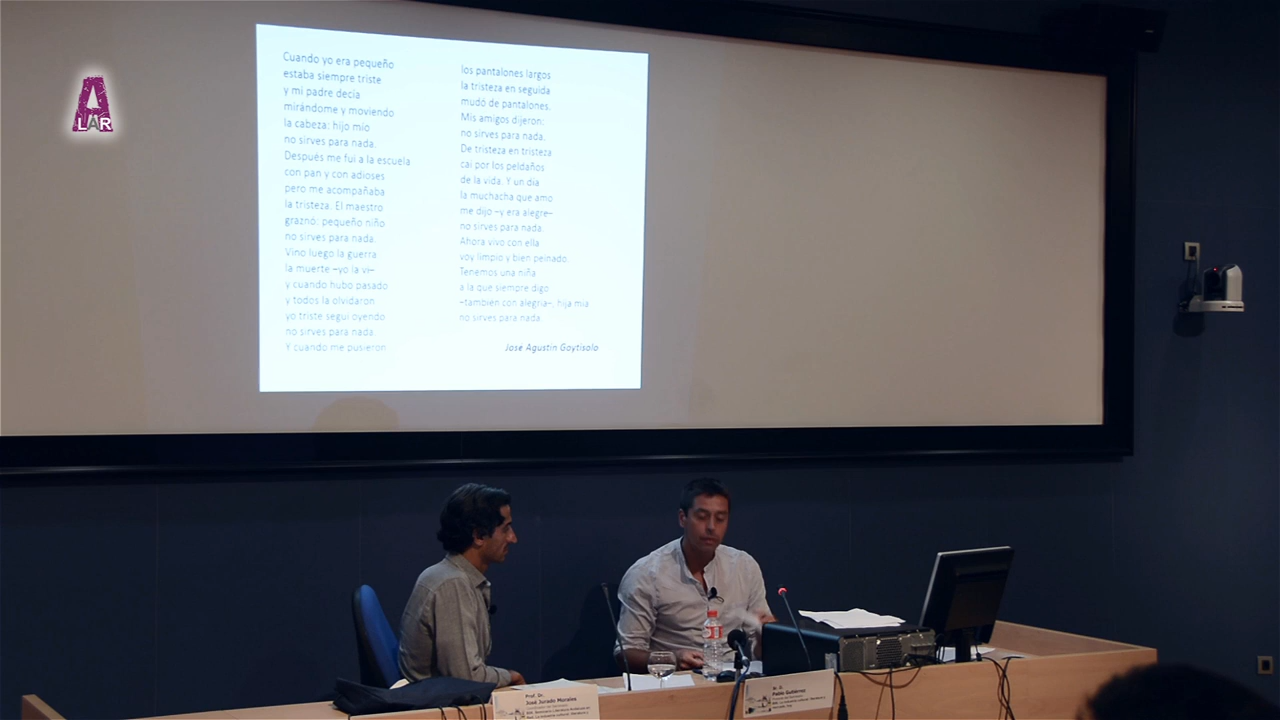 A
LAR
Cuando yo era pequeño
estaba siempre triste
y mi padre decía
mirándome y moviendo
la cabeza: hijo mío
no sirves para nada.
Después me fui a la escuela
con pan y con adioses
pero me acompañaba
la tristeza. El maestro
graznó: pequeño niño
no sirves para nada.
Vino luego la guerra
la muerte –yo la vi–
y cuando hubo pasado
y todos la olvidaron
yo triste seguí oyendo
no sirves para nada.
Y cuando me pusieron
los pantalones largos
la tristeza en seguida
mudó de pantalones.
Mis amigos dijeron:
no sirves para nada.
De tristeza en tristeza
caí por los peldaños
de la vida. Y un día
la muchacha que amo
me dijo –y era alegre–
no sirves para nada.
Ahora vivo con ella
voy limpio y bien peinado.
Tenemos una niña
a la que siempre digo
–también con alegría–, hija mía
no sirves para nada.
José Agustín Goytisolo
Prof. Dr.
José Jurado Morales
Pablo Gutiérrez